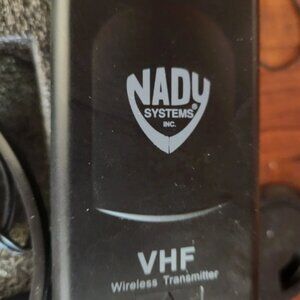 NADY
SYSTEMS®
INC.
VHF
Wireless Transmitter